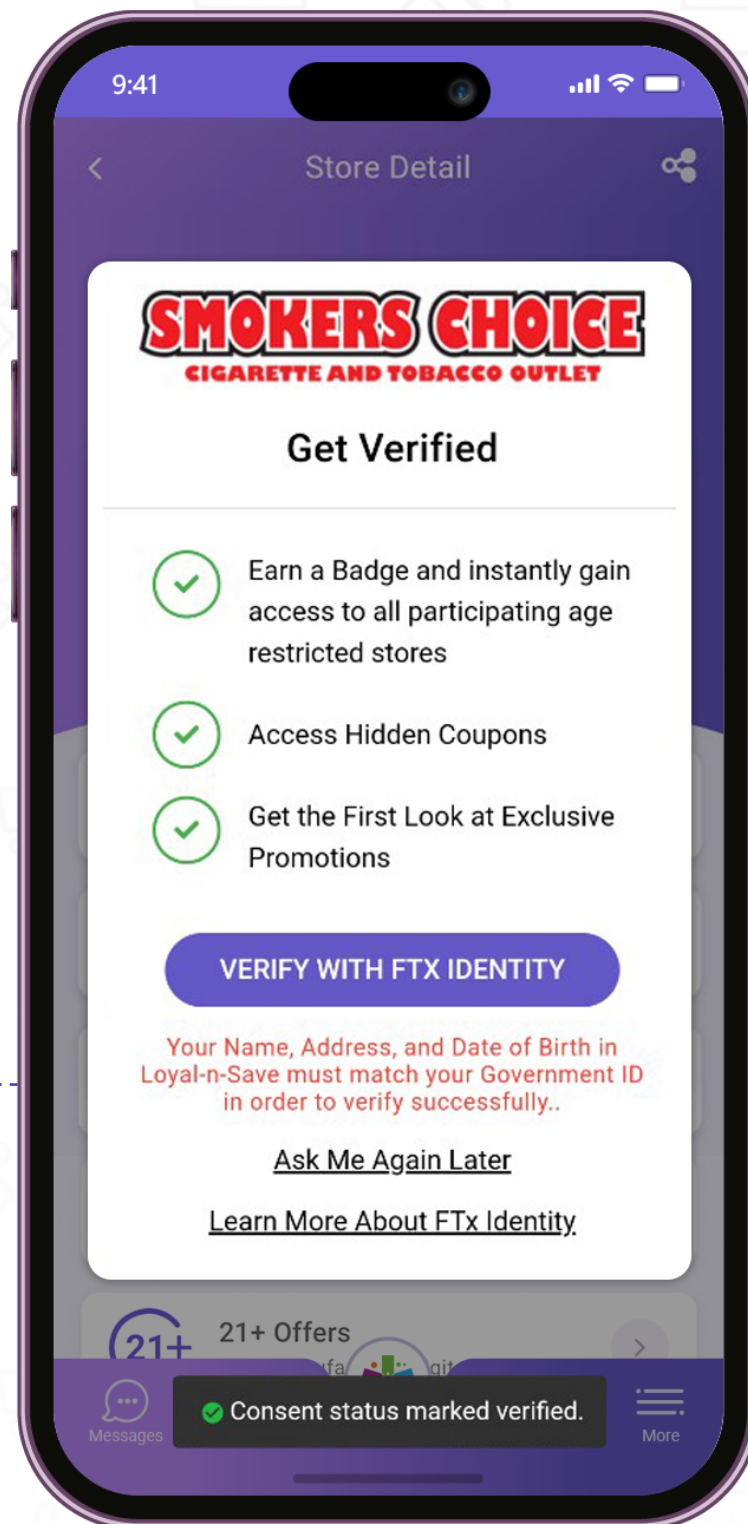 9:41
Store Detail
SMOKERS CHOICE
CIGARETTE AND TOBACCO OUTLET
Get Verified
Earn a Badge and instantly gain
access to all participating age
restricted stores
Access Hidden Coupons
Get the First Look at Exclusive
Promotions
VERIFY WITH FTX IDENTITY
Your Name, Address, and Date of Birth in
Loyal-n-Save must match your Government ID
in order to verify successfully..
Ask Me Again Later
Learn More About FTx Identity
21+
21+ Offers
Consent status marked verified.
Messages
More